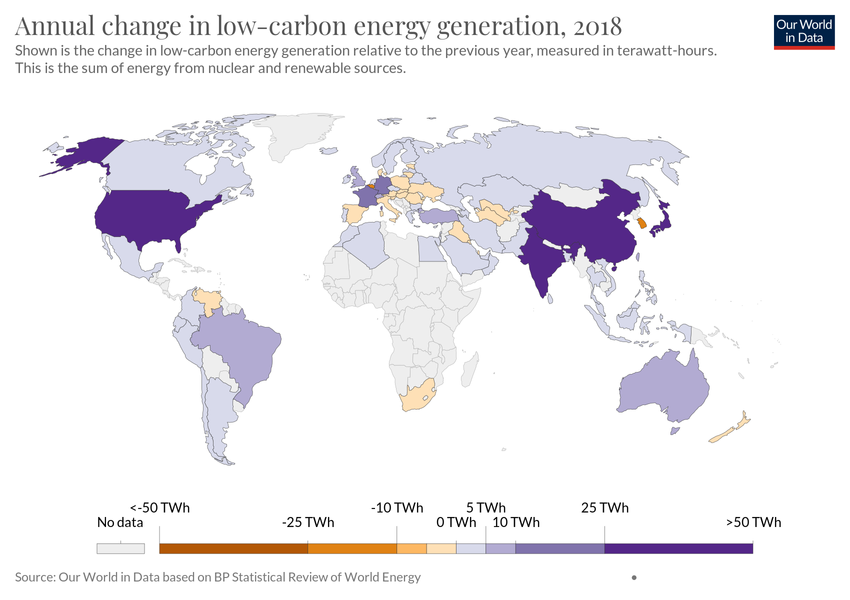 Annual change in low-carbon energy generation, 2018
Our World
in Data
Shown is the change in low-carbon energy generation relative to the previous year, measured in terawatt-hours.
This is the sum of energy from nuclear and renewable sources.
<-50 TWh -10 TWh 5 TWh 25 TWh
No data -25 TWh 0 TWh 10 TWh >50 TWh
Source: Our World in Data based on BP Statistical Review of World Energy